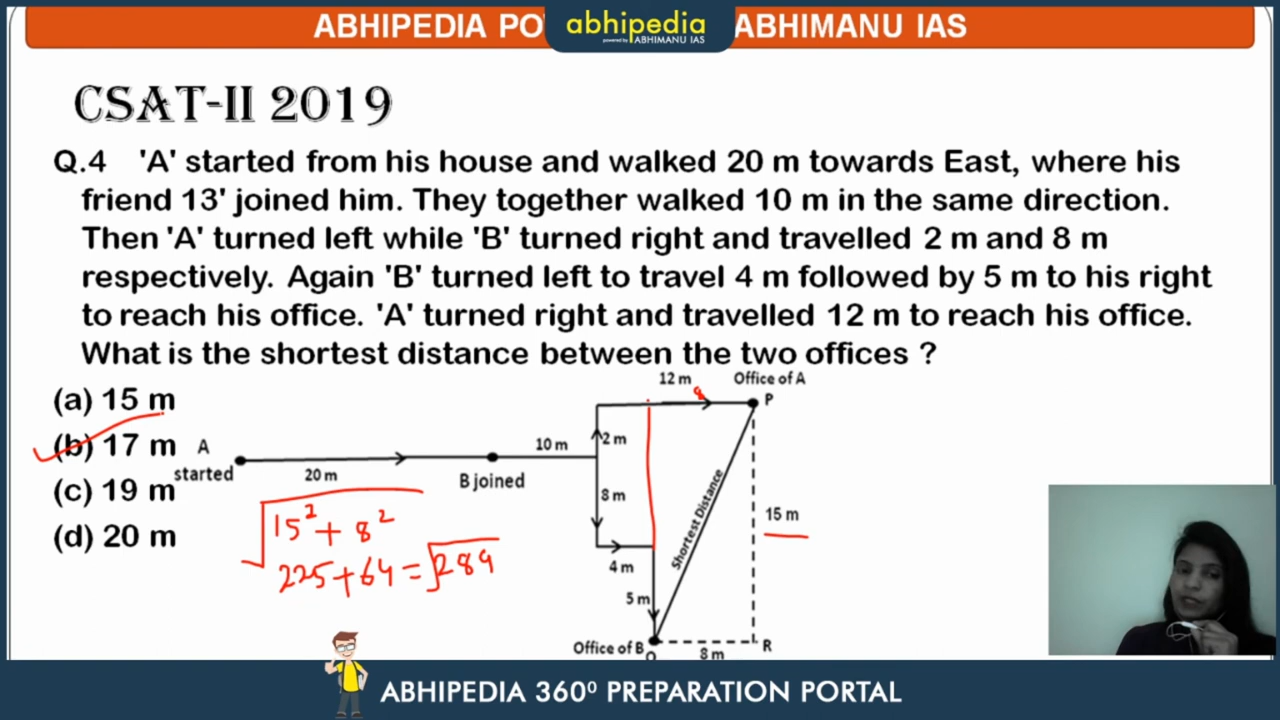 ABHIPEDIA PO
abhipedia
powered by ABHIMANU IAS
ABHIMANU IAS
CSAT-II 2019
Q.4 'A' started from his house and walked 20 m towards East, where his
friend 13' joined him. They together walked 10 m in the same direction.
Then 'A' turned left while 'B' turned right and travelled 2 m and 8 m
respectively. Again 'B' turned left to travel 4 m followed by 5 m to his right
to reach his office. 'A' turned right and travelled 12 m to reach his office.
What is the shortest distance between the two offices ?
(a) 15 m
(b) 17 m
(c) 19 m
(d) 20 m
A
started
20 m
B joined
10 m
2 m
8 m
4 m
5 m
12 m
8
Office of A
P
Shortest Distance
15 m
Office of B
Q
8 m
R
√15² + 8²
225 + 64 = √289
ABHIPEDIA 360⁰ PREPARATION PORTAL